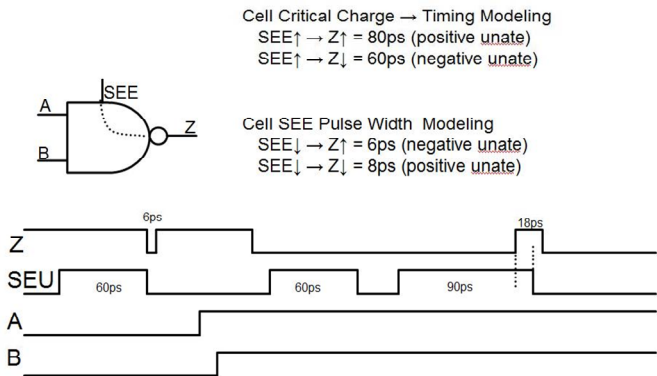 Cell Critical Charge → Timing Modeling
SEE↑ → Z↑ = 80ps (positive unate)
SEE↑ → Z↓ = 60ps (negative unate)
SEE
A
Z
B
Cell SEE Pulse Width Modeling
SEE↓ → Z↑ = 6ps (negative unate)
SEE↓ → Z↓ = 8ps (positive unate)
6ps
18ps
Z
SEU
60ps
60ps
90ps
A
B